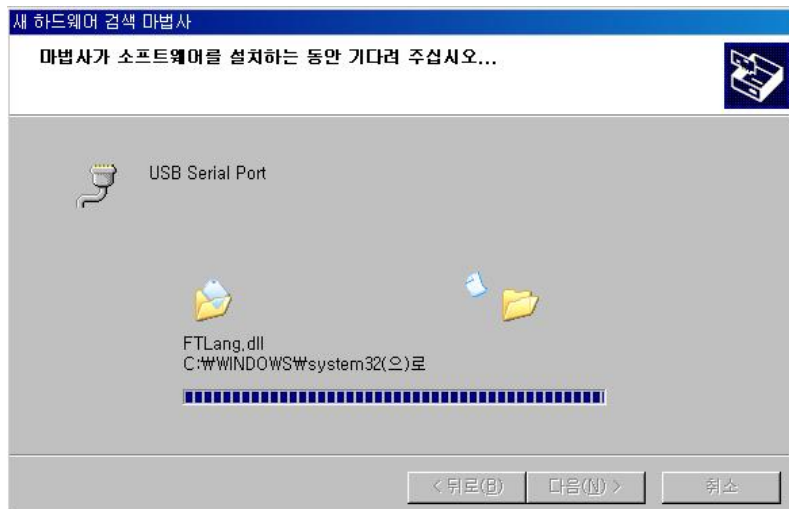 새 하드웨어 검색 마법사
마법사가 소프트웨어를 설치하는 동안 기다려 주십시오...
USB Serial Port
FTLang.dll
C:₩WINDOWS₩system32(으)로
< 뒤로(B) 다음(N) > 취소